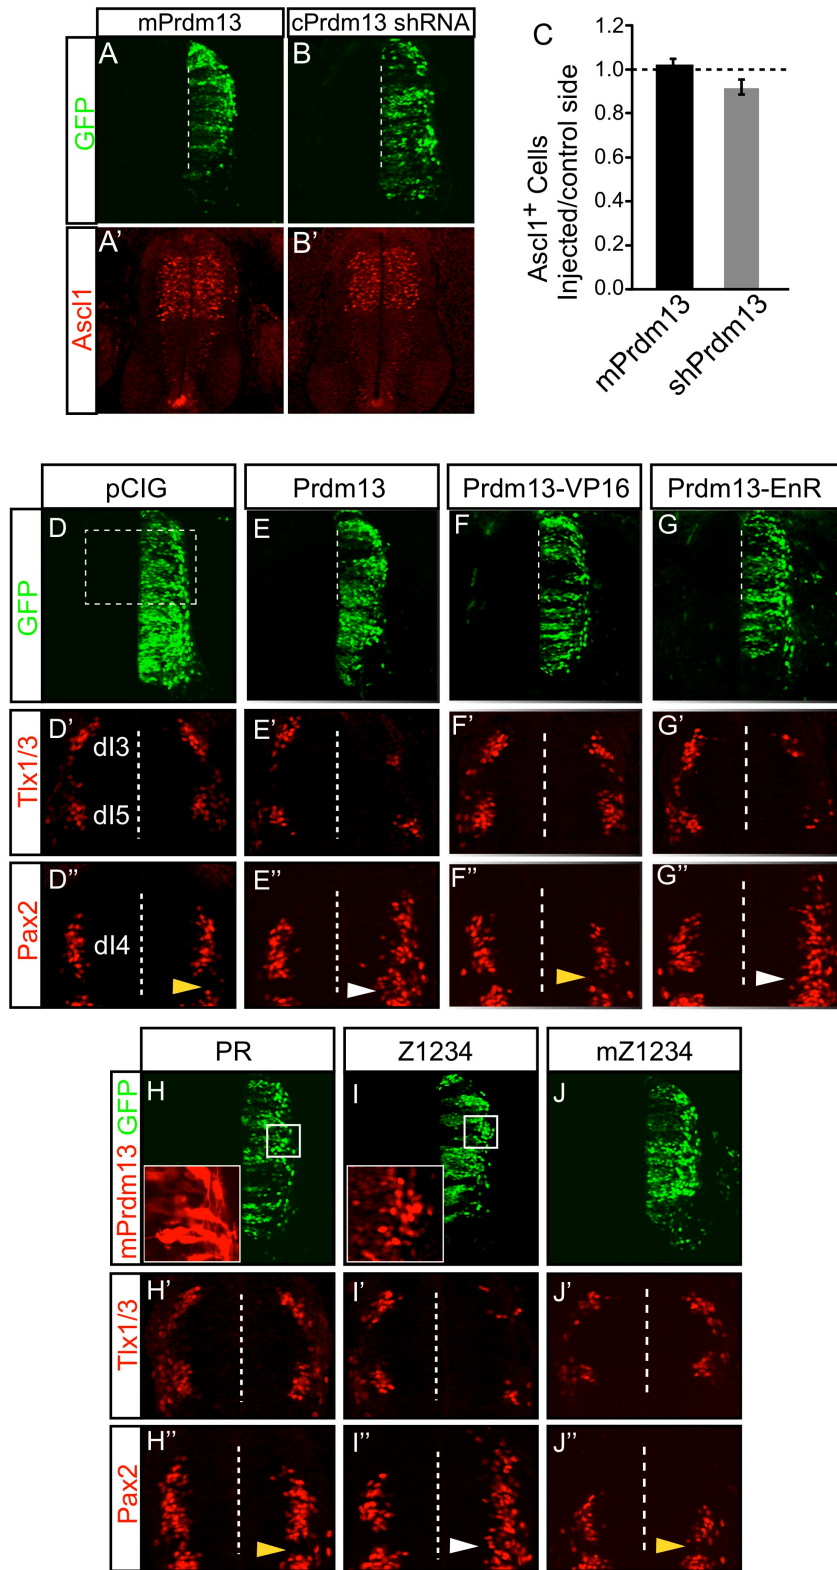 mPrdm13 cPrdm13 shRNA
GFP
A
B
Ascl1
A'
B'
C
Ascl1+ Cells
Injected/control side
1.2
1.0
0.8
0.6
0.4
0.2
0.0
mPrdm13
shPrdm13
pCIG Prdm13 Prdm13-VP16 Prdm13-EnR
GFP
D
E
F
G
Tlx1/3
D'
dI3
dI5
E'
F'
G'
Pax2
D''
dI4
E''
F''
G''
PR Z1234 mZ1234
mPrdm13 GFP
H
I
J
Tlx1/3
H'
I'
J'
Pax2
H''
I''
J''